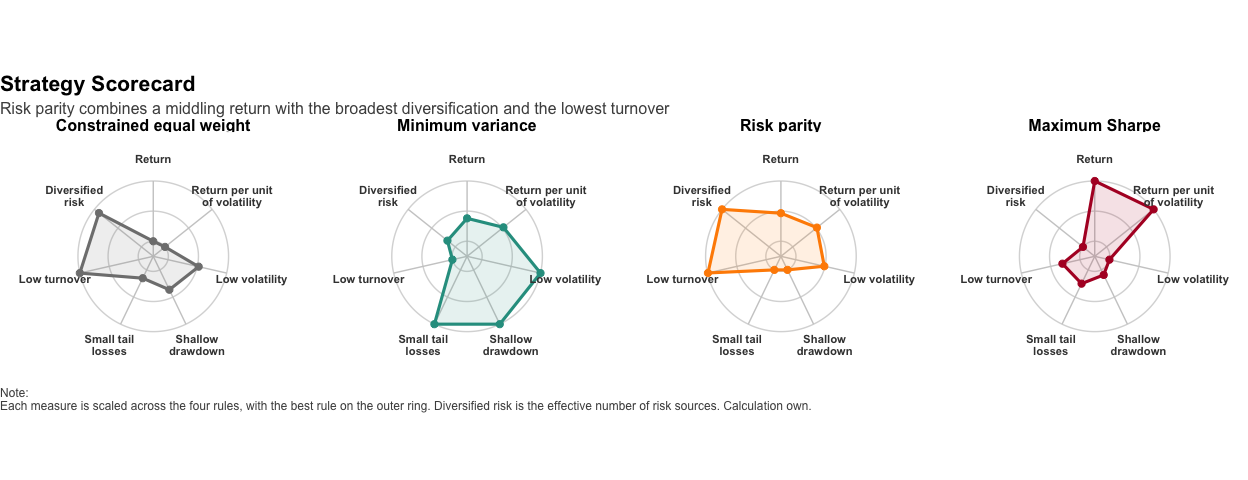 Strategy Scorecard
Risk parity combines a middling return with the broadest diversification and the lowest turnover
Constrained equal weight
Return
Return per unit
of volatility
Low volatility
Shallow
drawdown
Small tail
losses
Low turnover
Diversified
risk
Minimum variance
Return
Return per unit
of volatility
Low volatility
Shallow
drawdown
Small tail
losses
Low turnover
Diversified
risk
Risk parity
Return
Return per unit
of volatility
Low volatility
Shallow
drawdown
Small tail
losses
Low turnover
Diversified
risk
Maximum Sharpe
Return
Return per unit
of volatility
Low volatility
Shallow
drawdown
Small tail
losses
Low turnover
Diversified
risk
Note:
Each measure is scaled across the four rules, with the best rule on the outer ring. Diversified risk is the effective number of risk sources. Calculation own.